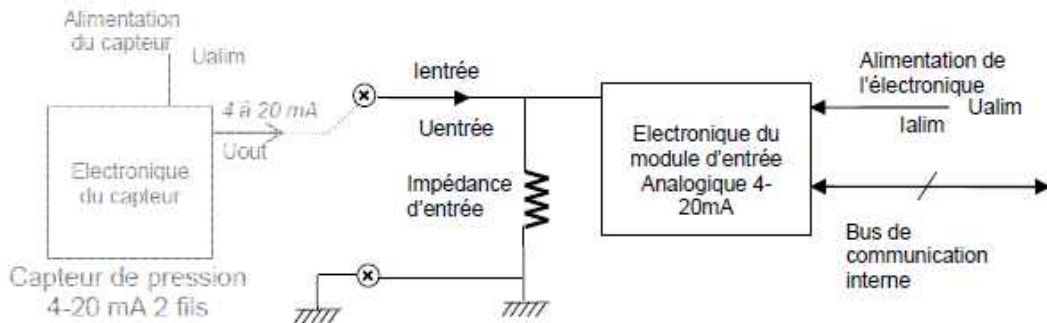 Alimentation
du capteur
Ualim
4 à 20 mA
Uout
Electronique
du capteur
Capteur de pression
4-20 mA 2 fils
Ientrée
Uentrée
Impédance
d'entrée
Electronique du
module d'entrée
Analogique 4-
20mA
Alimentation de
l'électronique
Ualim
Ialim
Bus de
communication
interne